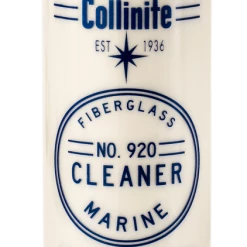 Collinite
EST 1936
FIBERGLASS
NO. 920
CLEANER
MARINE